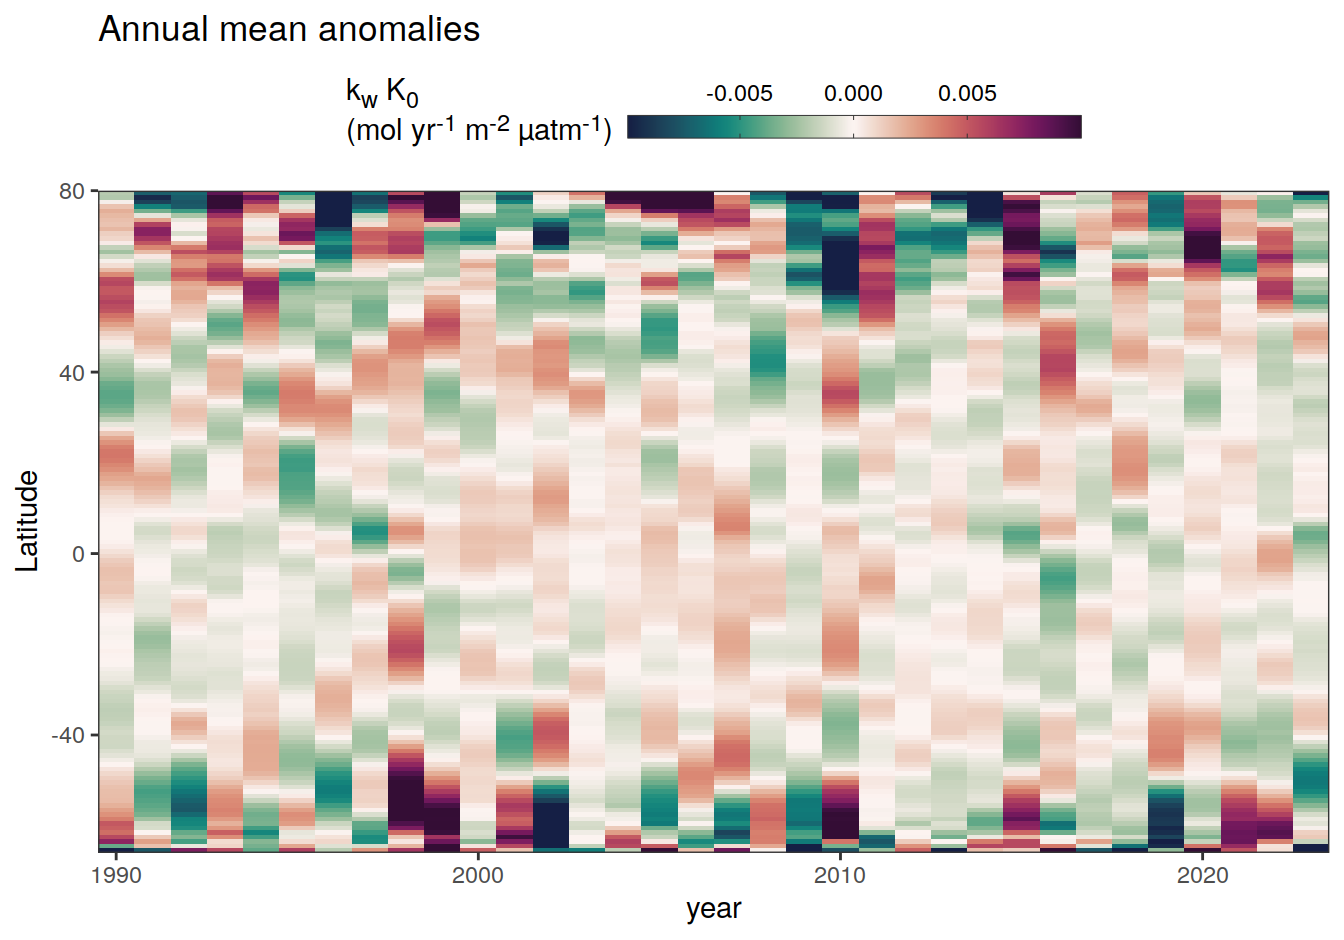 Annual mean anomalies
k_w K_0
(mol yr^-1 m^-2 µatm^-1)
-0.005 0.000 0.005
80
40
0
-40
Latitude
1990 2000 2010 2020
year